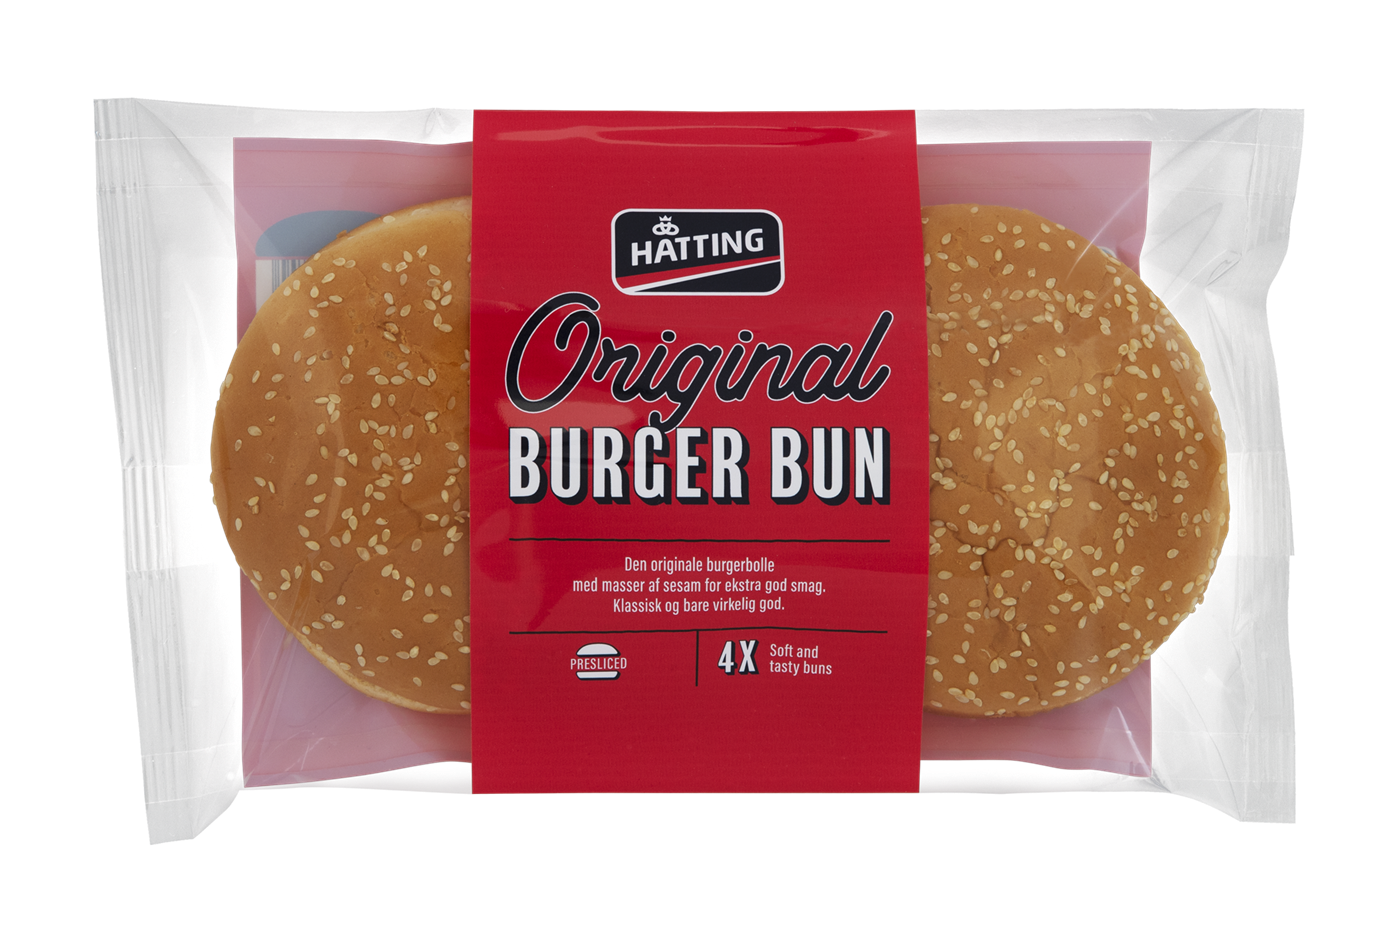 HATTING
Original
BURGER BUN
Den originale burgerbolle
med masser af sesam for ekstra god smag.
Klassisk og bare virkelig god.
PRESLICED
4X
Soft and
tasty buns